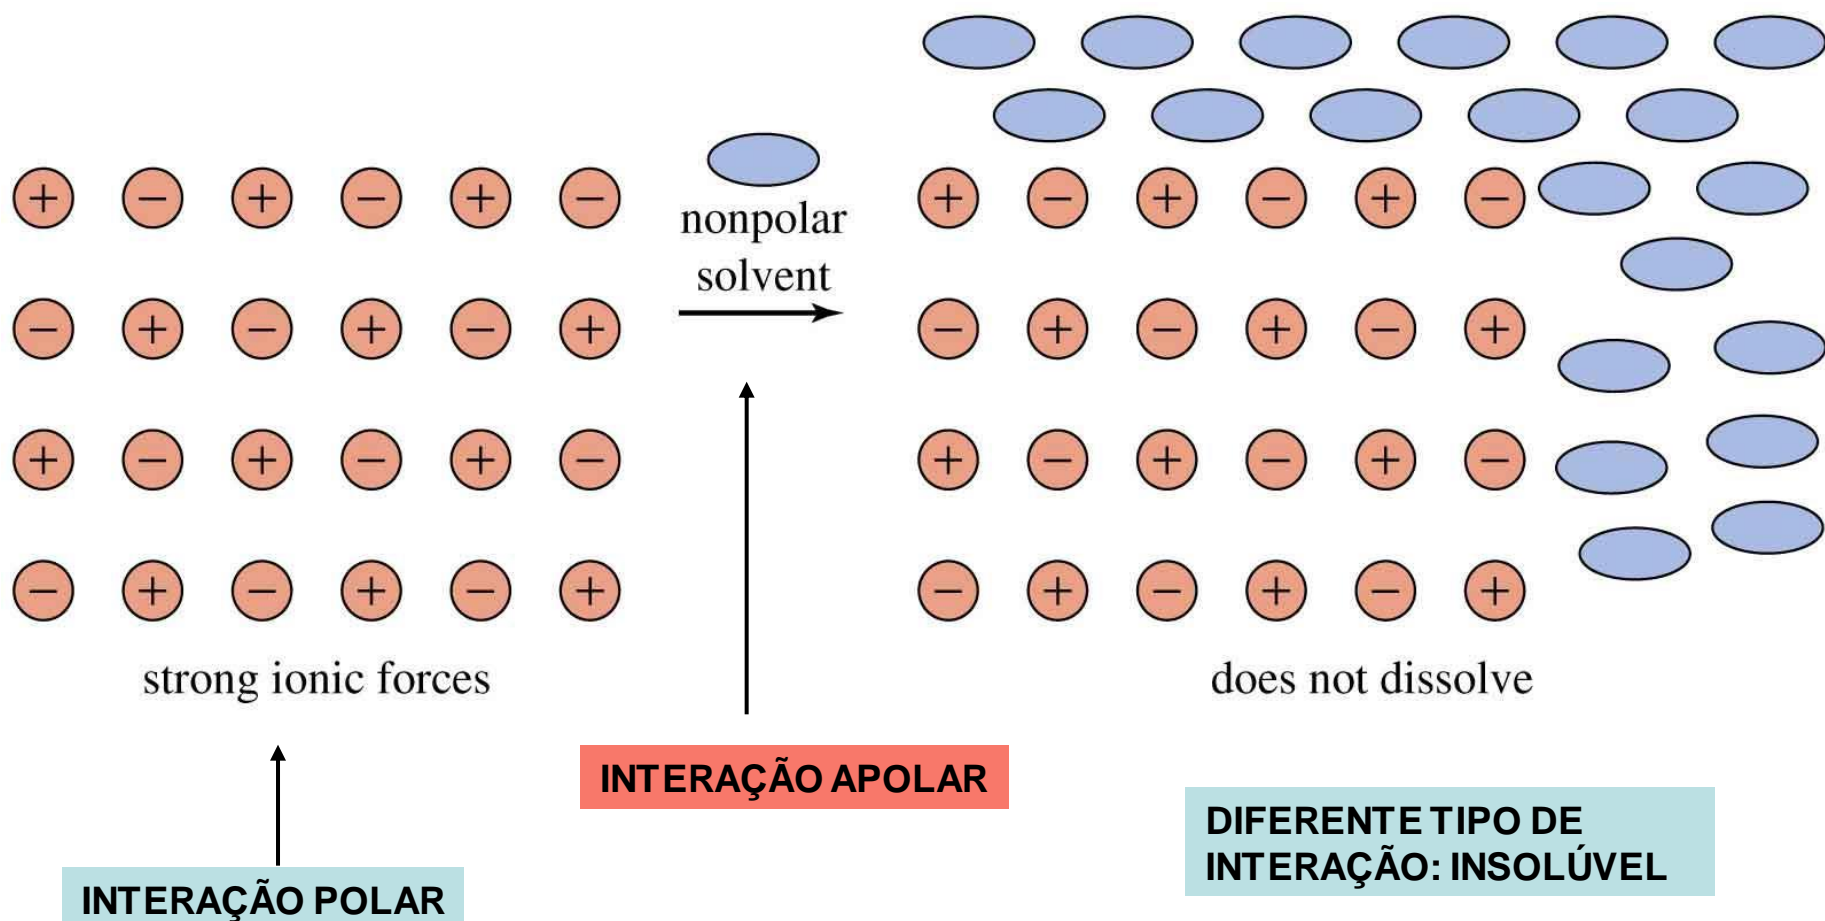 + − + − + −
− + − + − +
+ − + − + −
− + − + − +
strong ionic forces
nonpolar
solvent
+ − + − + −
− + − + − +
+ − + − + −
− + − + − +
does not dissolve
INTERAÇÃO APOLAR
INTERAÇÃO POLAR
DIFERENTE TIPO DE
INTERAÇÃO: INSOLÚVEL